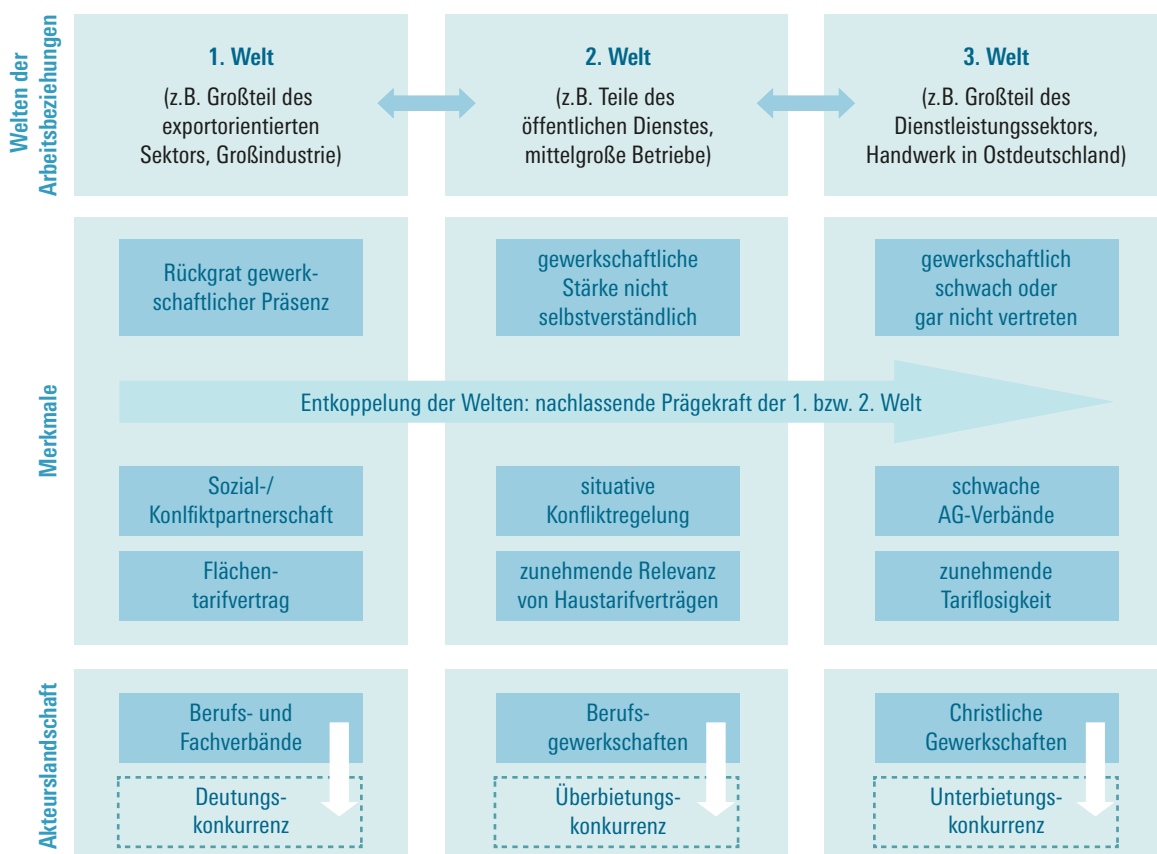 Welten der
Arbeitsbeziehungen
1. Welt
(z.B. Großteil des
exportorientierten
Sektors, Großindustrie)
2. Welt
(z.B. Teile des
öffentlichen Dienstes,
mittelgroße Betriebe)
3. Welt
(z.B. Großteil des
Dienstleistungssektors,
Handwerk in Ostdeutschland)
Merkmale
Rückgrat gewerk-
schaftlicher Präsenz
gewerkschaftliche
Stärke nicht
selbstverständlich
gewerkschaftlich
schwach oder
gar nicht vertreten
Entkoppelung der Welten: nachlassende Prägekraft der 1. bzw. 2. Welt
Sozial-/
Konlfiktpartnerschaft
situative
Konfliktregelung
schwache
AG-Verbände
Flächen-
tarifvertrag
zunehmende Relevanz
von Haustarifverträgen
zunehmende
Tariflosigkeit
Akteurslandschaft
Berufs- und
Fachverbände
Berufs-
gewerkschaften
Christliche
Gewerkschaften
Deutungs-
konkurrenz
Überbietungs-
konkurrenz
Unterbietungs-
konkurrenz